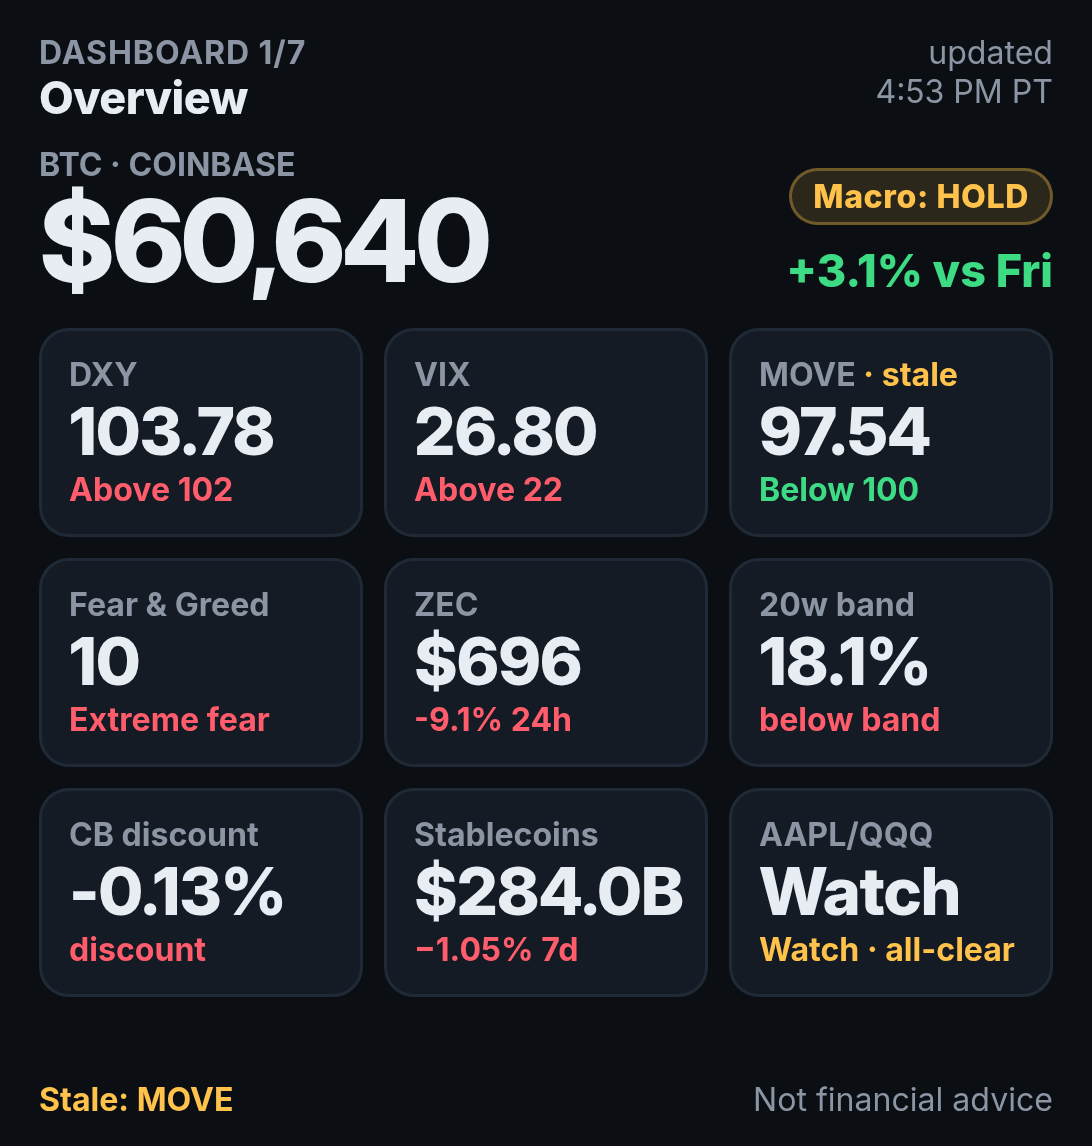 DASHBOARD 1/7
Overview
updated
4:53 PM PT
BTC · COINBASE
$60,640
Macro: HOLD
+3.1% vs Fri
DXY
103.78
Above 102
VIX
26.80
Above 22
MOVE · stale
97.54
Below 100
Fear & Greed
10
Extreme fear
ZEC
$696
-9.1% 24h
20w band
18.1%
below band
CB discount
-0.13%
discount
Stablecoins
$284.0B
−1.05% 7d
AAPL/QQQ
Watch
Watch · all-clear
Stale: MOVE
Not financial advice